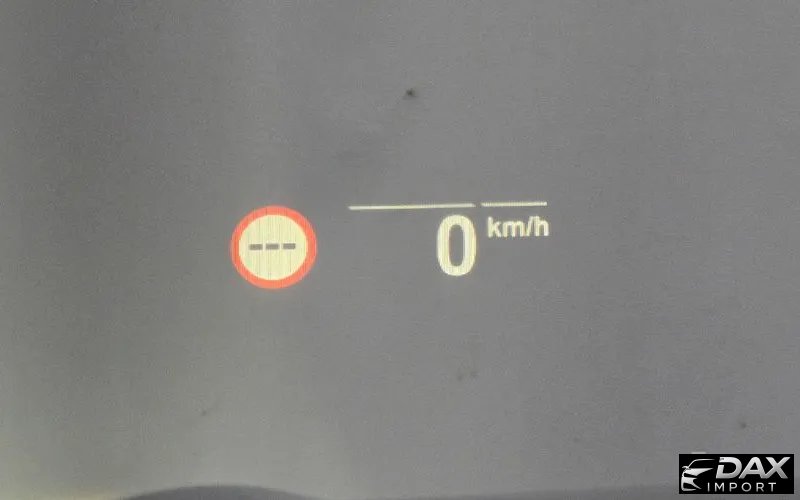 ---
0 km/h
DAX
IMPORT